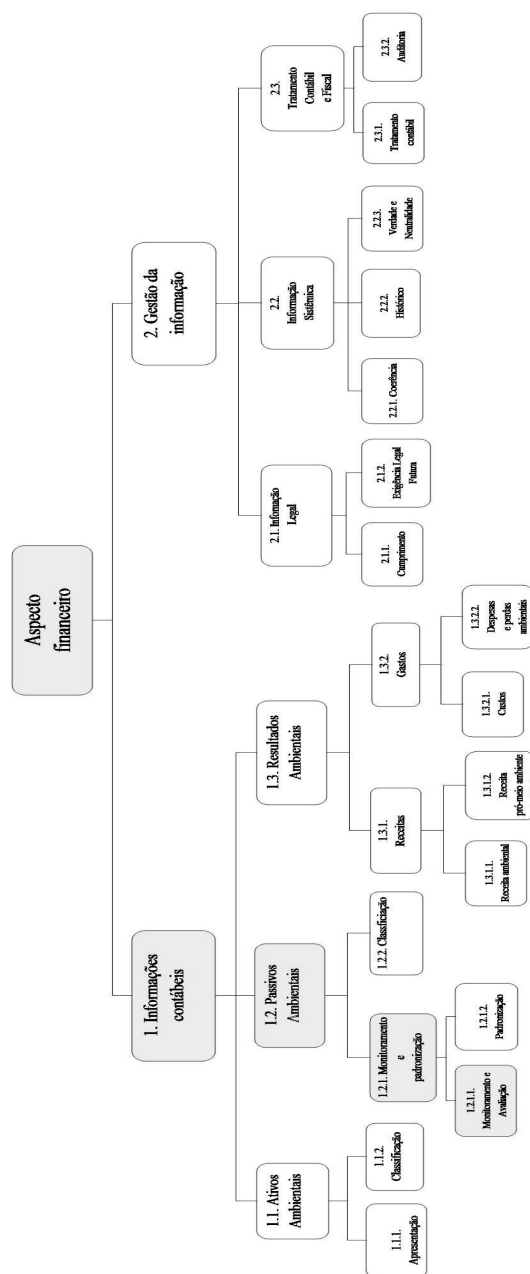 Aspecto
financeiro
1. Informações
contábeis
2. Gestão da
informação
1.1. Ativos
Ambientais
1.2. Passivos
Ambientais
1.3. Resultados
Ambientais
2.1. Infomação
Legal
2.2.
Informação
Sistêmica
2.3.
Tratamento
Contábil
e Fiscal
1.1.1.
Apresentação
1.1.2.
Classificação
1.2.1. Monitoramento
e
padronização
1.2.2. Classficiação
1.3.1.
Receitas
1.3.2.
Gastos
2.1.1.
Cumprimento
2.1.2.
Exigência Legal
Futura
2.2.1. Coerência
2.2.2.
Histórico
2.2.3.
Verdade e
Neutralidade
2.3.1.
Tratamento
contábil
2.3.2.
Auditoria
1.2.1.1.
Monitoramento e
Avaliação
1.2.1.2.
Padronização
1.3.1.1.
Receita ambiental
1.3.1.2.
Receita
pró-meio ambiente
1.3.2.1.
Custos
1.3.2.2.
Despesas
e perdas
ambientais